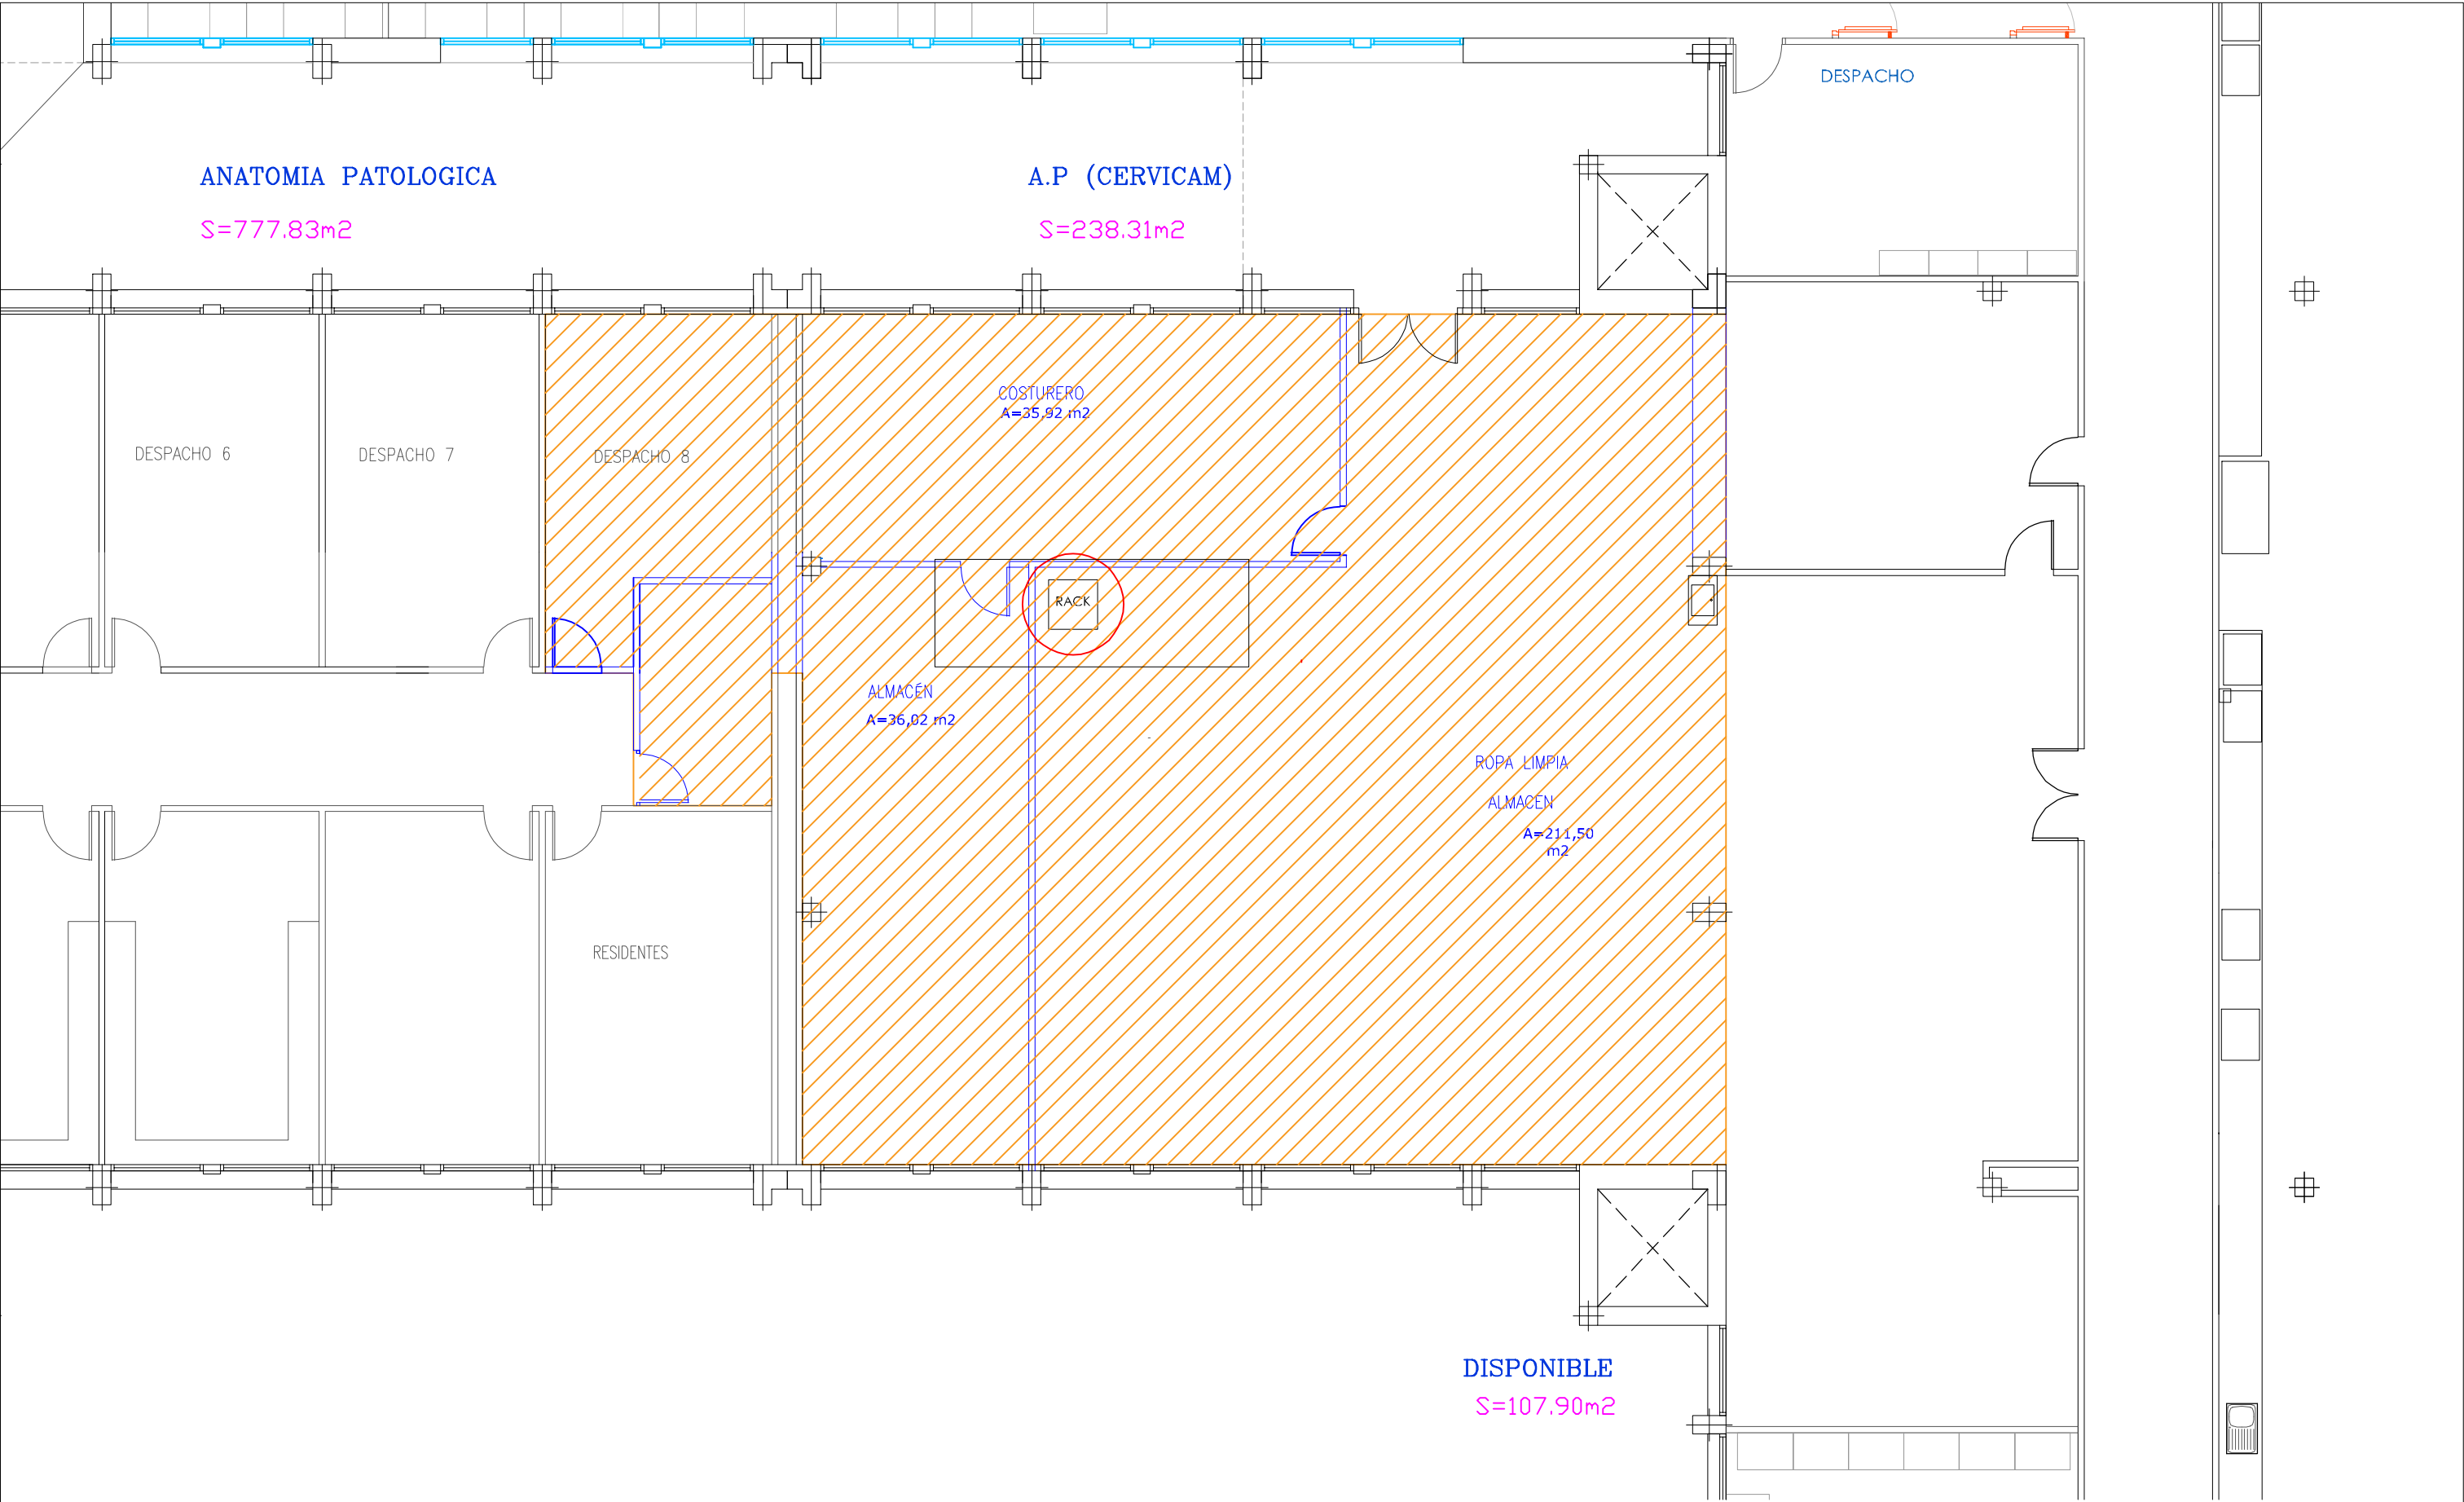 DESPACHO
ANATOMIA PATOLOGICA
S=777.83m2
A.P (CERVICAM)
S=238.31m2
COSTURERO
A=35,92 m2
DESPACHO 6
DESPACHO 7
DESPACHO 8
RACK
ALMACÉN
A=36,02 m2
ROPA LIMPIA
ALMACEN
A=211,50
m2
RESIDENTES
DISPONIBLE
S=107.90m2